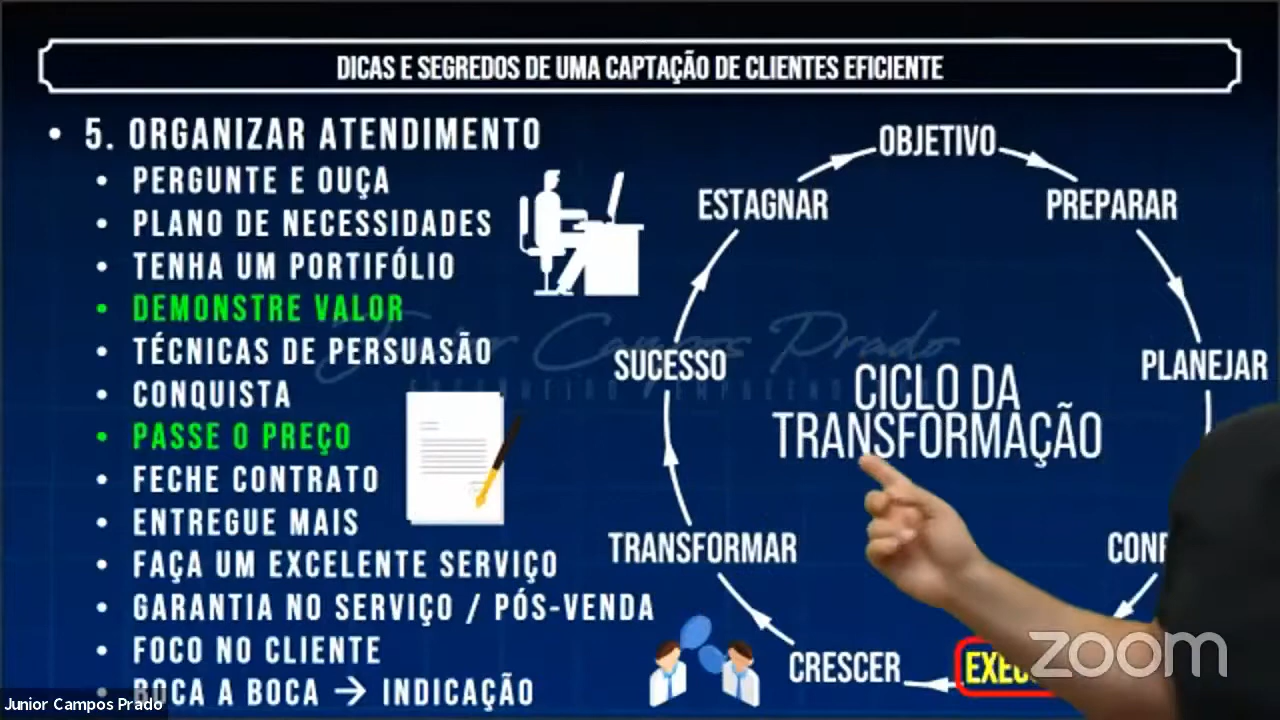 DICAS E SEGREDOS DE UMA CAPTAÇÃO DE CLIENTES EFICIENTE
5. ORGANIZAR ATENDIMENTO
PERGUNTE E OUÇA
PLANO DE NECESSIDADES
TENHA UM PORTIFÓLIO
DEMONSTRE VALOR
TÉCNICAS DE PERSUASÃO
CONQUISTA
PASSE O PREÇO
FECHE CONTRATO
ENTREGUE MAIS
FAÇA UM EXCELENTE SERVIÇO
GARANTIA NO SERVIÇO / PÓS-VENDA
FOCO NO CLIENTE
BOCA A BOCA → INDICAÇÃO
OBJETIVO
PREPARAR
PLANEJAR
CRESCER
TRANSFORMAR
SUCESSO
ESTAGNAR
CICLO DA
TRANSFORMAÇÃO
Junior Campos Prado
zoom
Junior Campos Prado